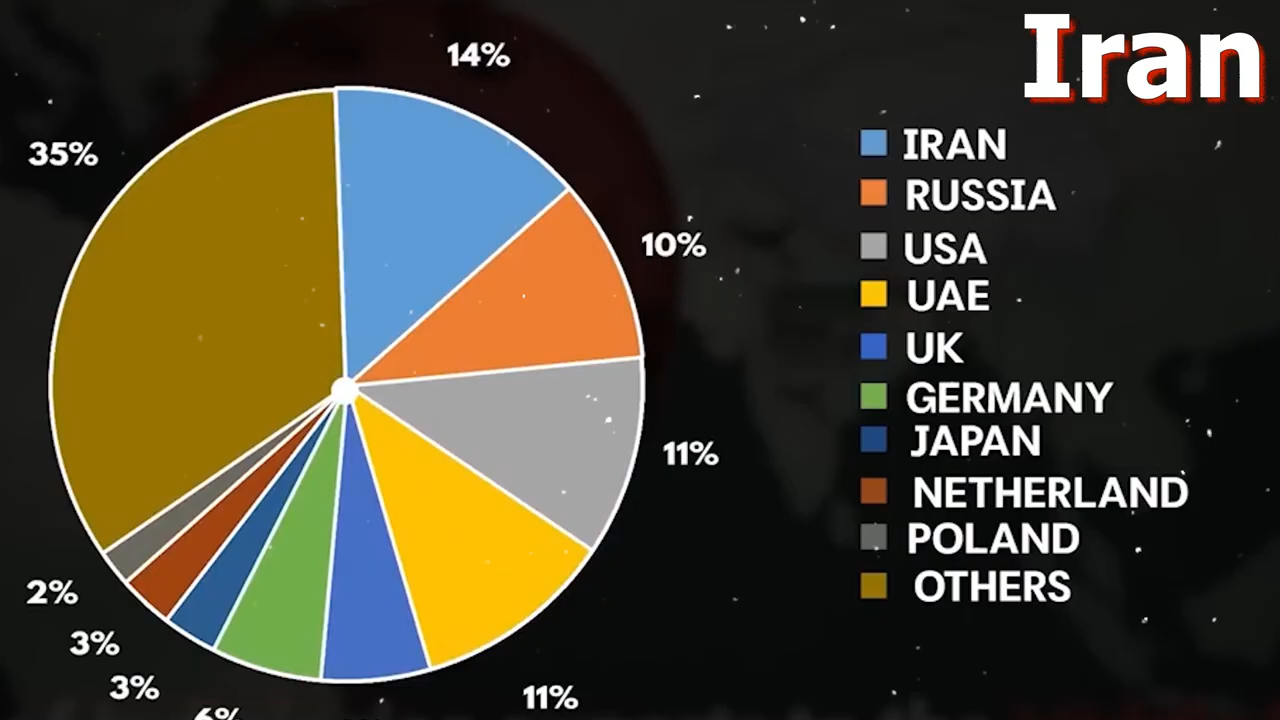 Iran
14%
35%
10%
11%
11%
2%
3%
3%
6%
IRAN
RUSSIA
USA
UAE
UK
GERMANY
JAPAN
NETHERLAND
POLAND
OTHERS